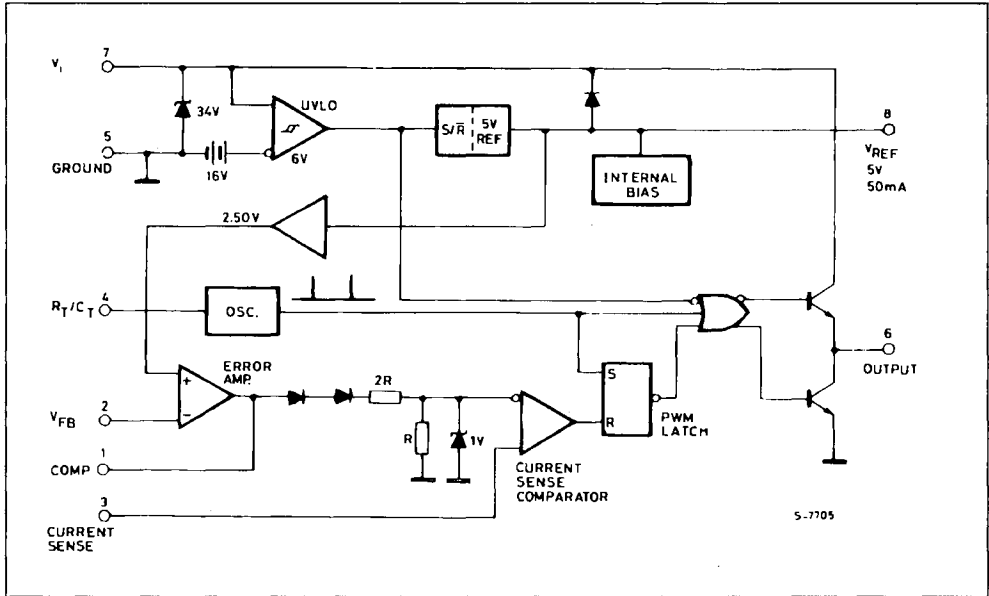 7
V_I
UVLO
34V
S/R̅
5V
REF
8
5
GROUND
16V
6V
V_REF
5V
50mA
INTERNAL
BIAS
2.50V
4
R_T/C_T
OSC.
6
OUTPUT
ERROR
AMP.
2R
S
R
PWM
LATCH
+
-
2
V_FB
R
1V
1
COMP
CURRENT
SENSE
COMPARATOR
3
CURRENT
SENSE
S-7705